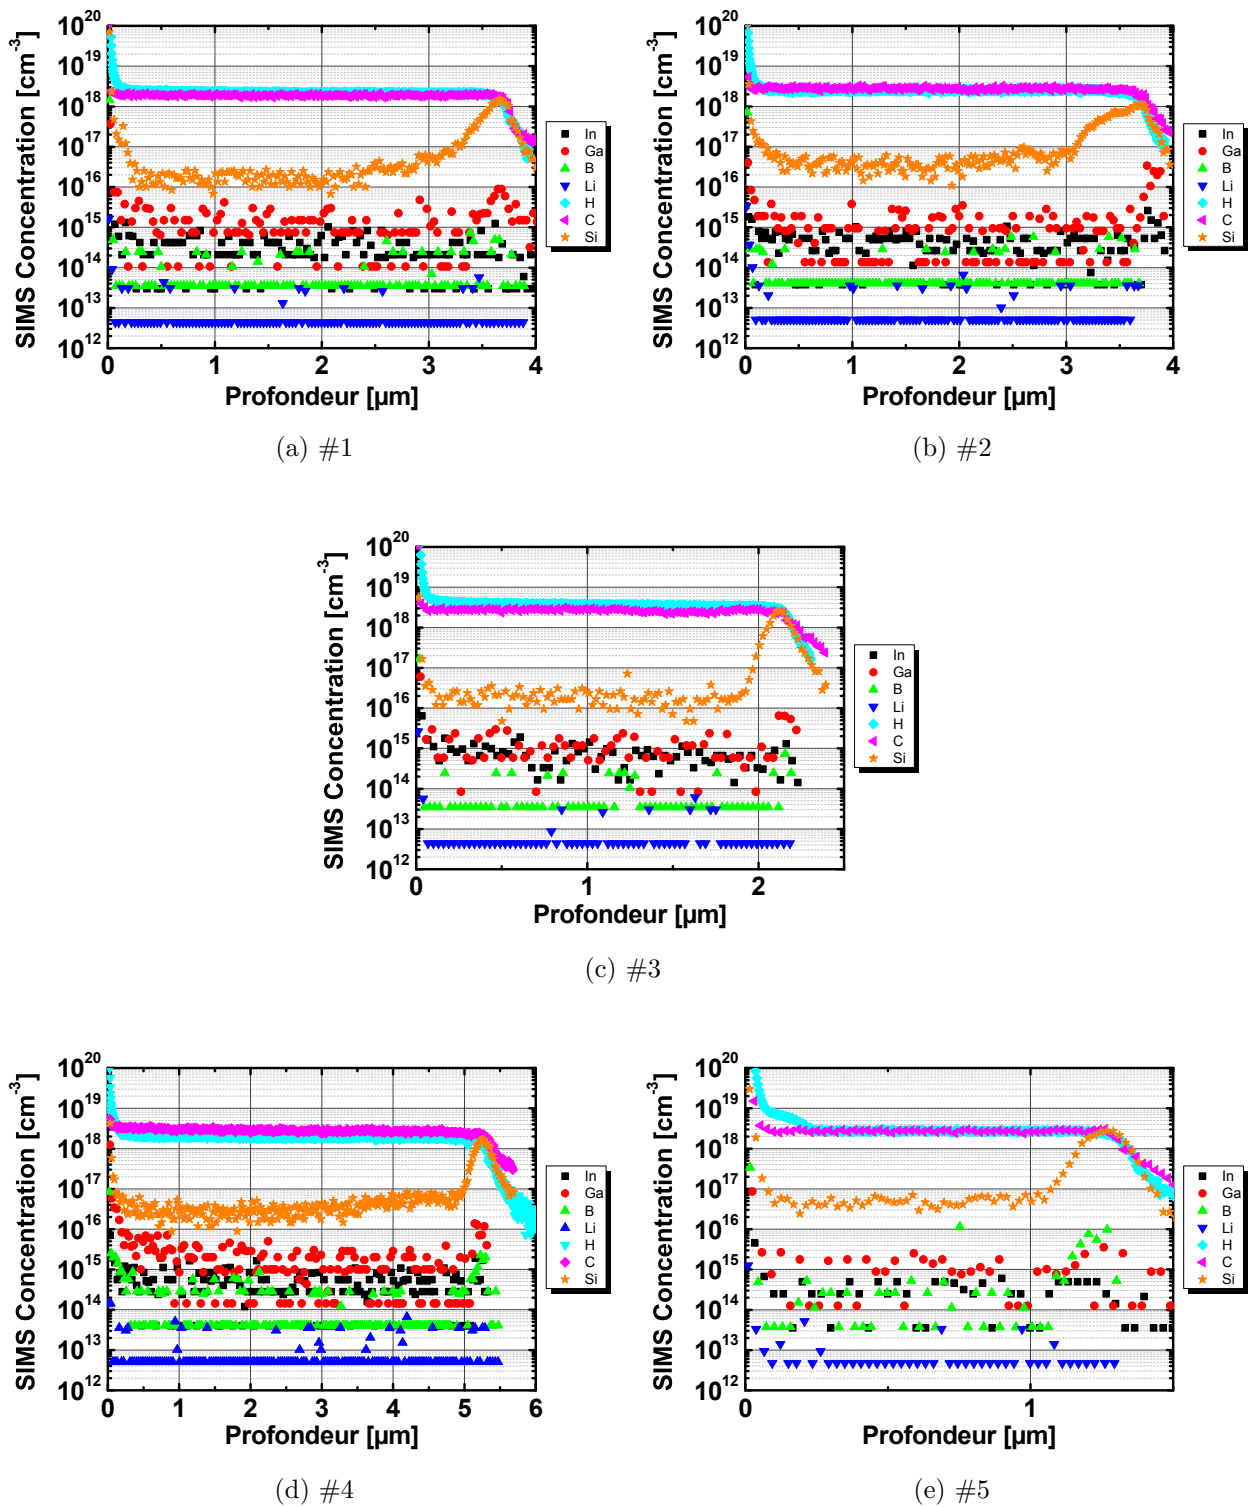 SIMS Concentration [cm-3]
10^20
10^19
10^18
10^17
10^16
10^15
10^14
10^13
10^12
0 1 2 3 4
Profondeur [µm]
In
Ga
B
Li
H
C
Si
(a) #1
SIMS Concentration [cm-3]
10^20
10^19
10^18
10^17
10^16
10^15
10^14
10^13
10^12
0 1 2 3 4
Profondeur [µm]
In
Ga
B
Li
H
C
Si
(b) #2
SIMS Concentration [cm-3]
10^20
10^19
10^18
10^17
10^16
10^15
10^14
10^13
10^12
0 1 2
Profondeur [µm]
In
Ga
B
Li
H
C
Si
(c) #3
SIMS Concentration [cm-3]
10^20
10^19
10^18
10^17
10^16
10^15
10^14
10^13
10^12
0 1 2 3 4 5 6
Profondeur [µm]
In
Ga
B
Li
H
C
Si
(d) #4
SIMS Concentration [cm-3]
10^20
10^19
10^18
10^17
10^16
10^15
10^14
10^13
10^12
0 1
Profondeur [µm]
In
Ga
B
Li
H
C
Si
(e) #5